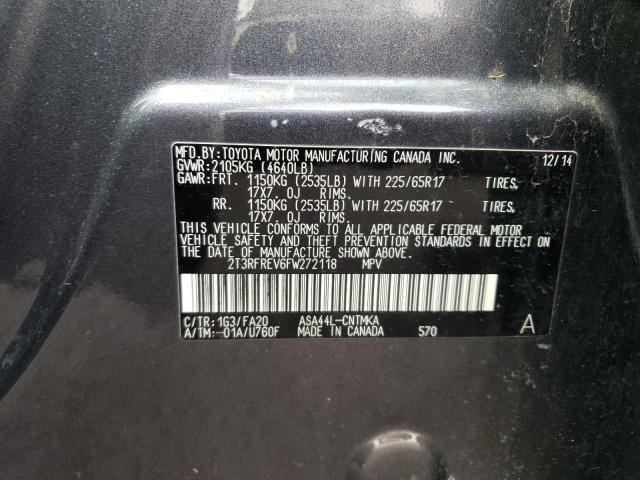 MFD.BY:TOYOTA MOTOR MANUFACTURING CANADA INC. 12/14
GVWR:2105KG (4640LB)
GAWR:FRT. 1150KG (2535LB) WITH 225/65R17 TIRES,
17X7.0J RIMS.
RR. 1150KG (2535LB) WITH 225/65R17 TIRES,
17X7.0J RIMS.
THIS VEHICLE CONFORMS TO ALL APPLICABLE FEDERAL MOTOR
VEHICLE SAFETY AND THEFT PREVENTION STANDARDS IN EFFECT ON
THE DATE OF MANUFACTURE SHOWN ABOVE.
2T3RFREV6FW272118 MPV
C/TR:1G3/FA20 ASA44L-CNTMKA
A/TM:-01A/U760F MADE IN CANADA 570 A